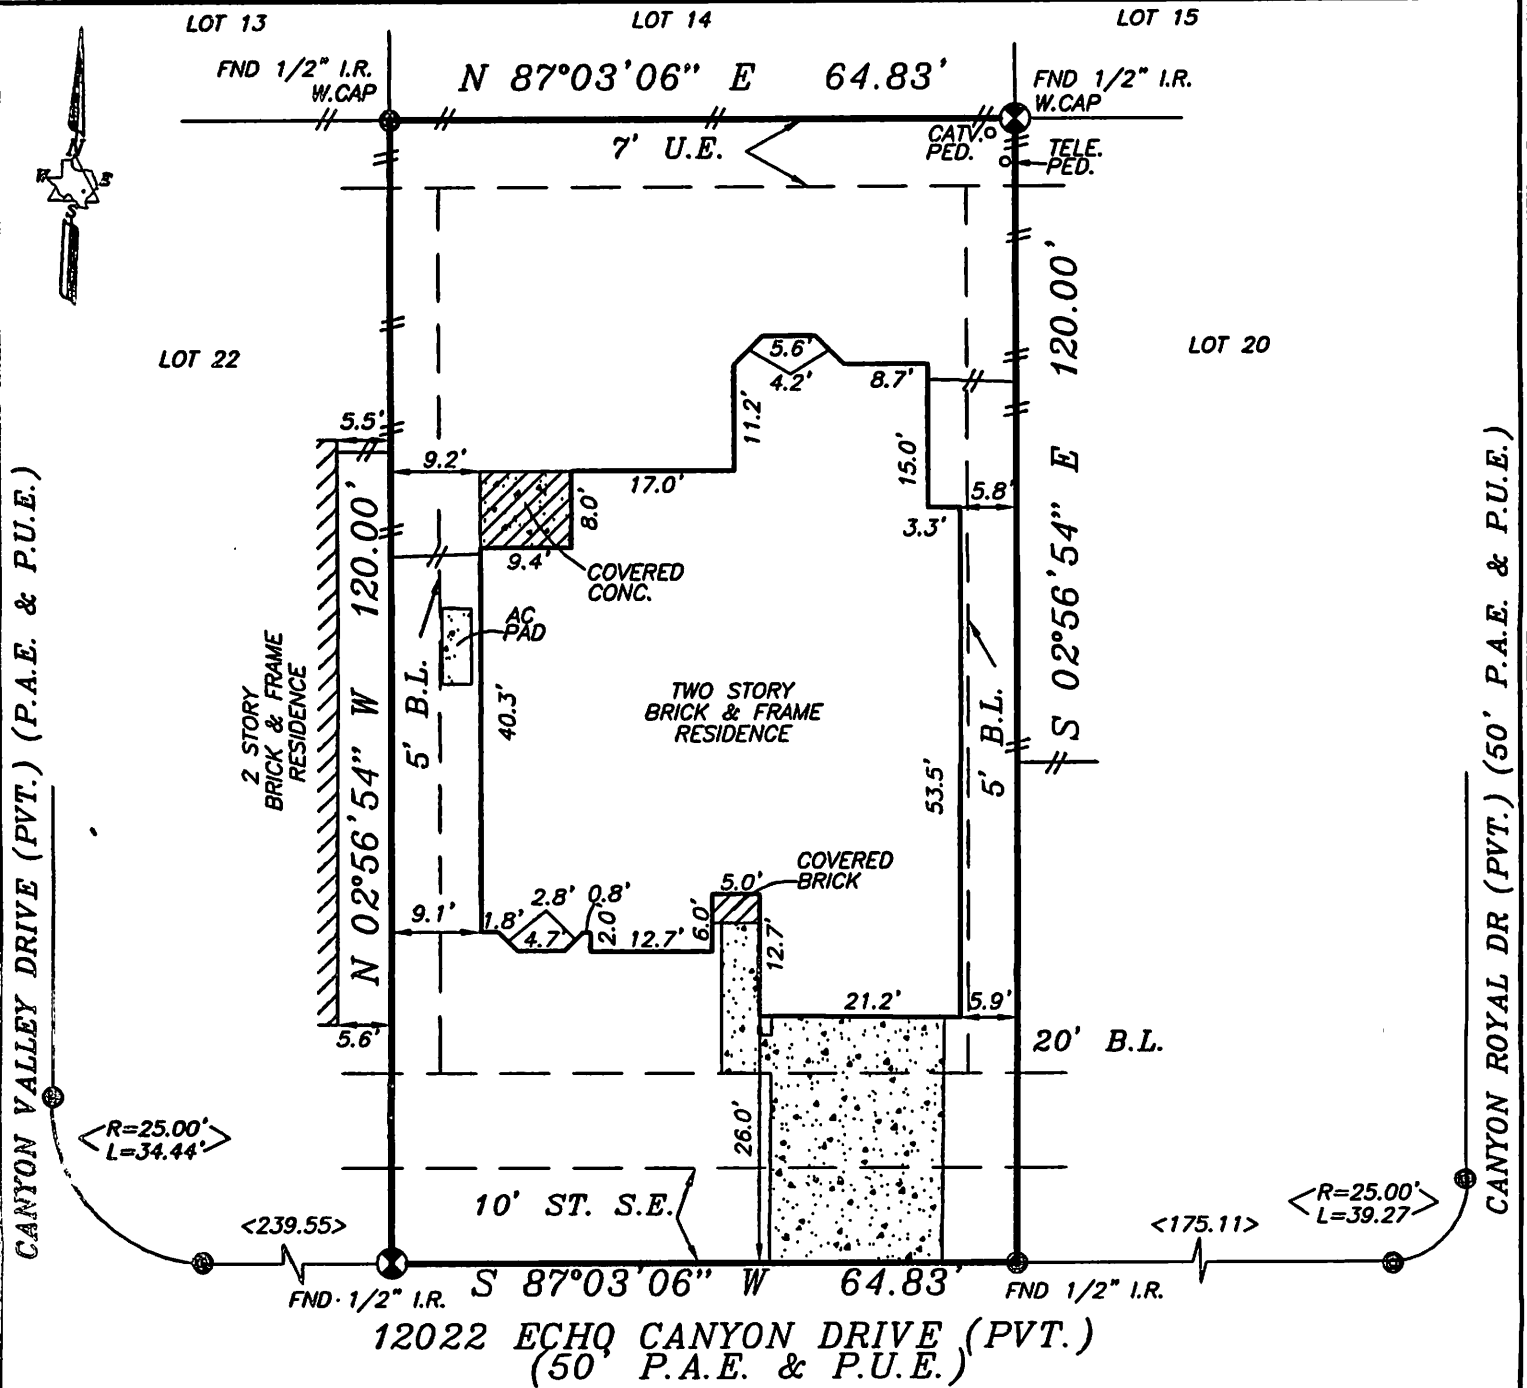 LOT 13
LOT 14
LOT 15
FND 1/2" I.R.
W.CAP
N 87°03'06" E 64.83'
FND 1/2" I.R.
W.CAP
7' U.E.
CATV.
PED.
TELE.
PED.
N
W
E
S
LOT 22
LOT 20
5.6'
4.2'
8.7'
11.2'
15.0'
S 02°56'54" E 120.00'
5.5'
9.2'
17.0'
8.0'
9.4'
COVERED
CONC.
5.8'
3.3'
AC
PAD
N 02°56'54" W 120.00'
5' B.L.
40.3'
2 STORY
BRICK & FRAME
RESIDENCE
TWO STORY
BRICK & FRAME
RESIDENCE
53.5'
5' B.L.
COVERED
BRICK
5.0'
9.1'
1.8'
2.8'
0.8'
4.7'
2.0'
12.7'
6.0'
12.7'
21.2'
5.9'
5.6'
20' B.L.
26.0'
10' ST. S.E.
R=25.00'
L=34.44'
<239.55>
R=25.00'
L=39.27
<175.11>
CANYON VALLEY DRIVE (PVT.) (P.A.E. & P.U.E.)
CANYON ROYAL DR (PVT.) (50' P.A.E. & P.U.E.)
FND 1/2" I.R.
S 87°03'06" W 64.83'
FND 1/2" I.R.
12022 ECHO CANYON DRIVE (PVT.)
(50' P.A.E. & P.U.E.)